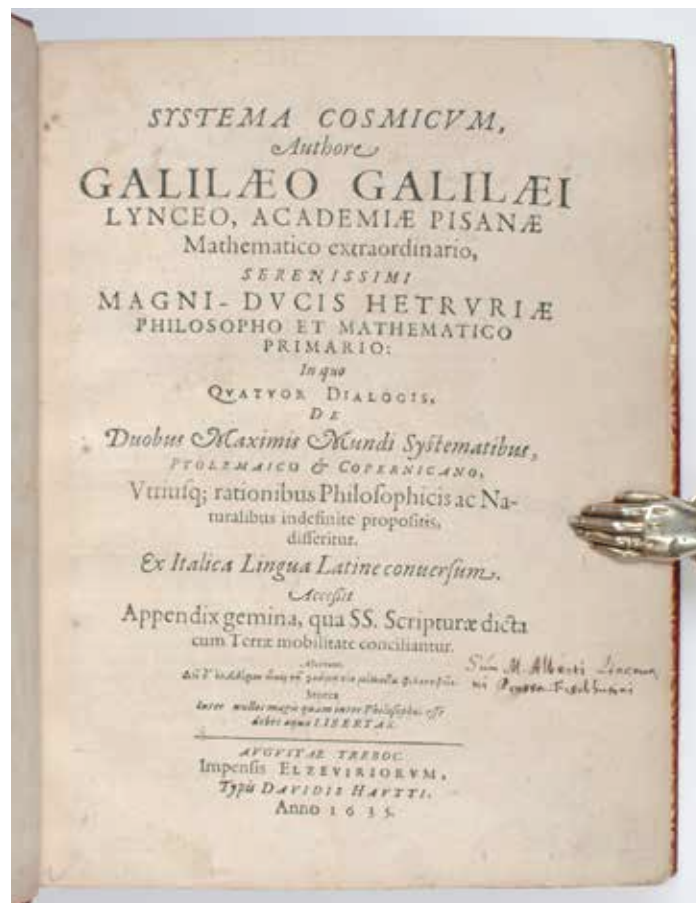 SYSTEMA COSMICVM,
Authore
GALILÆO GALILÆI
LYNCEO, ACADEMIÆ PISANÆ
Mathematico extraordinario,
SERENISSIMI
MAGNI-DVCIS HETRVRIÆ
PHILOSOPHO ET MATHEMATICO
PRIMARIO:
In quo
QVATVOR DIALOGIS,
DE
Duobus Maximis Mundi Systematibus,
PTOLEMAICO & COPERNICANO,
Vtriusq; rationibus Philosophicis ac Na-
turalibus indefinite propositis,
disseritur.
Ex Italica Lingua Latine conuersum.
Accessit
Appendix gemina, qua SS. Scripturæ dicta
cum Terræ mobilitate conciliantur.
Inter nullos magis quam inter Philosophos esse
debet æqua LIBERTAS.
Sum M. Alberti
AVGVSTAE TREBOC.
Impensis ELZEVIRIORVM,
Typis DAVIDIS HAVTTI.
Anno 1635.